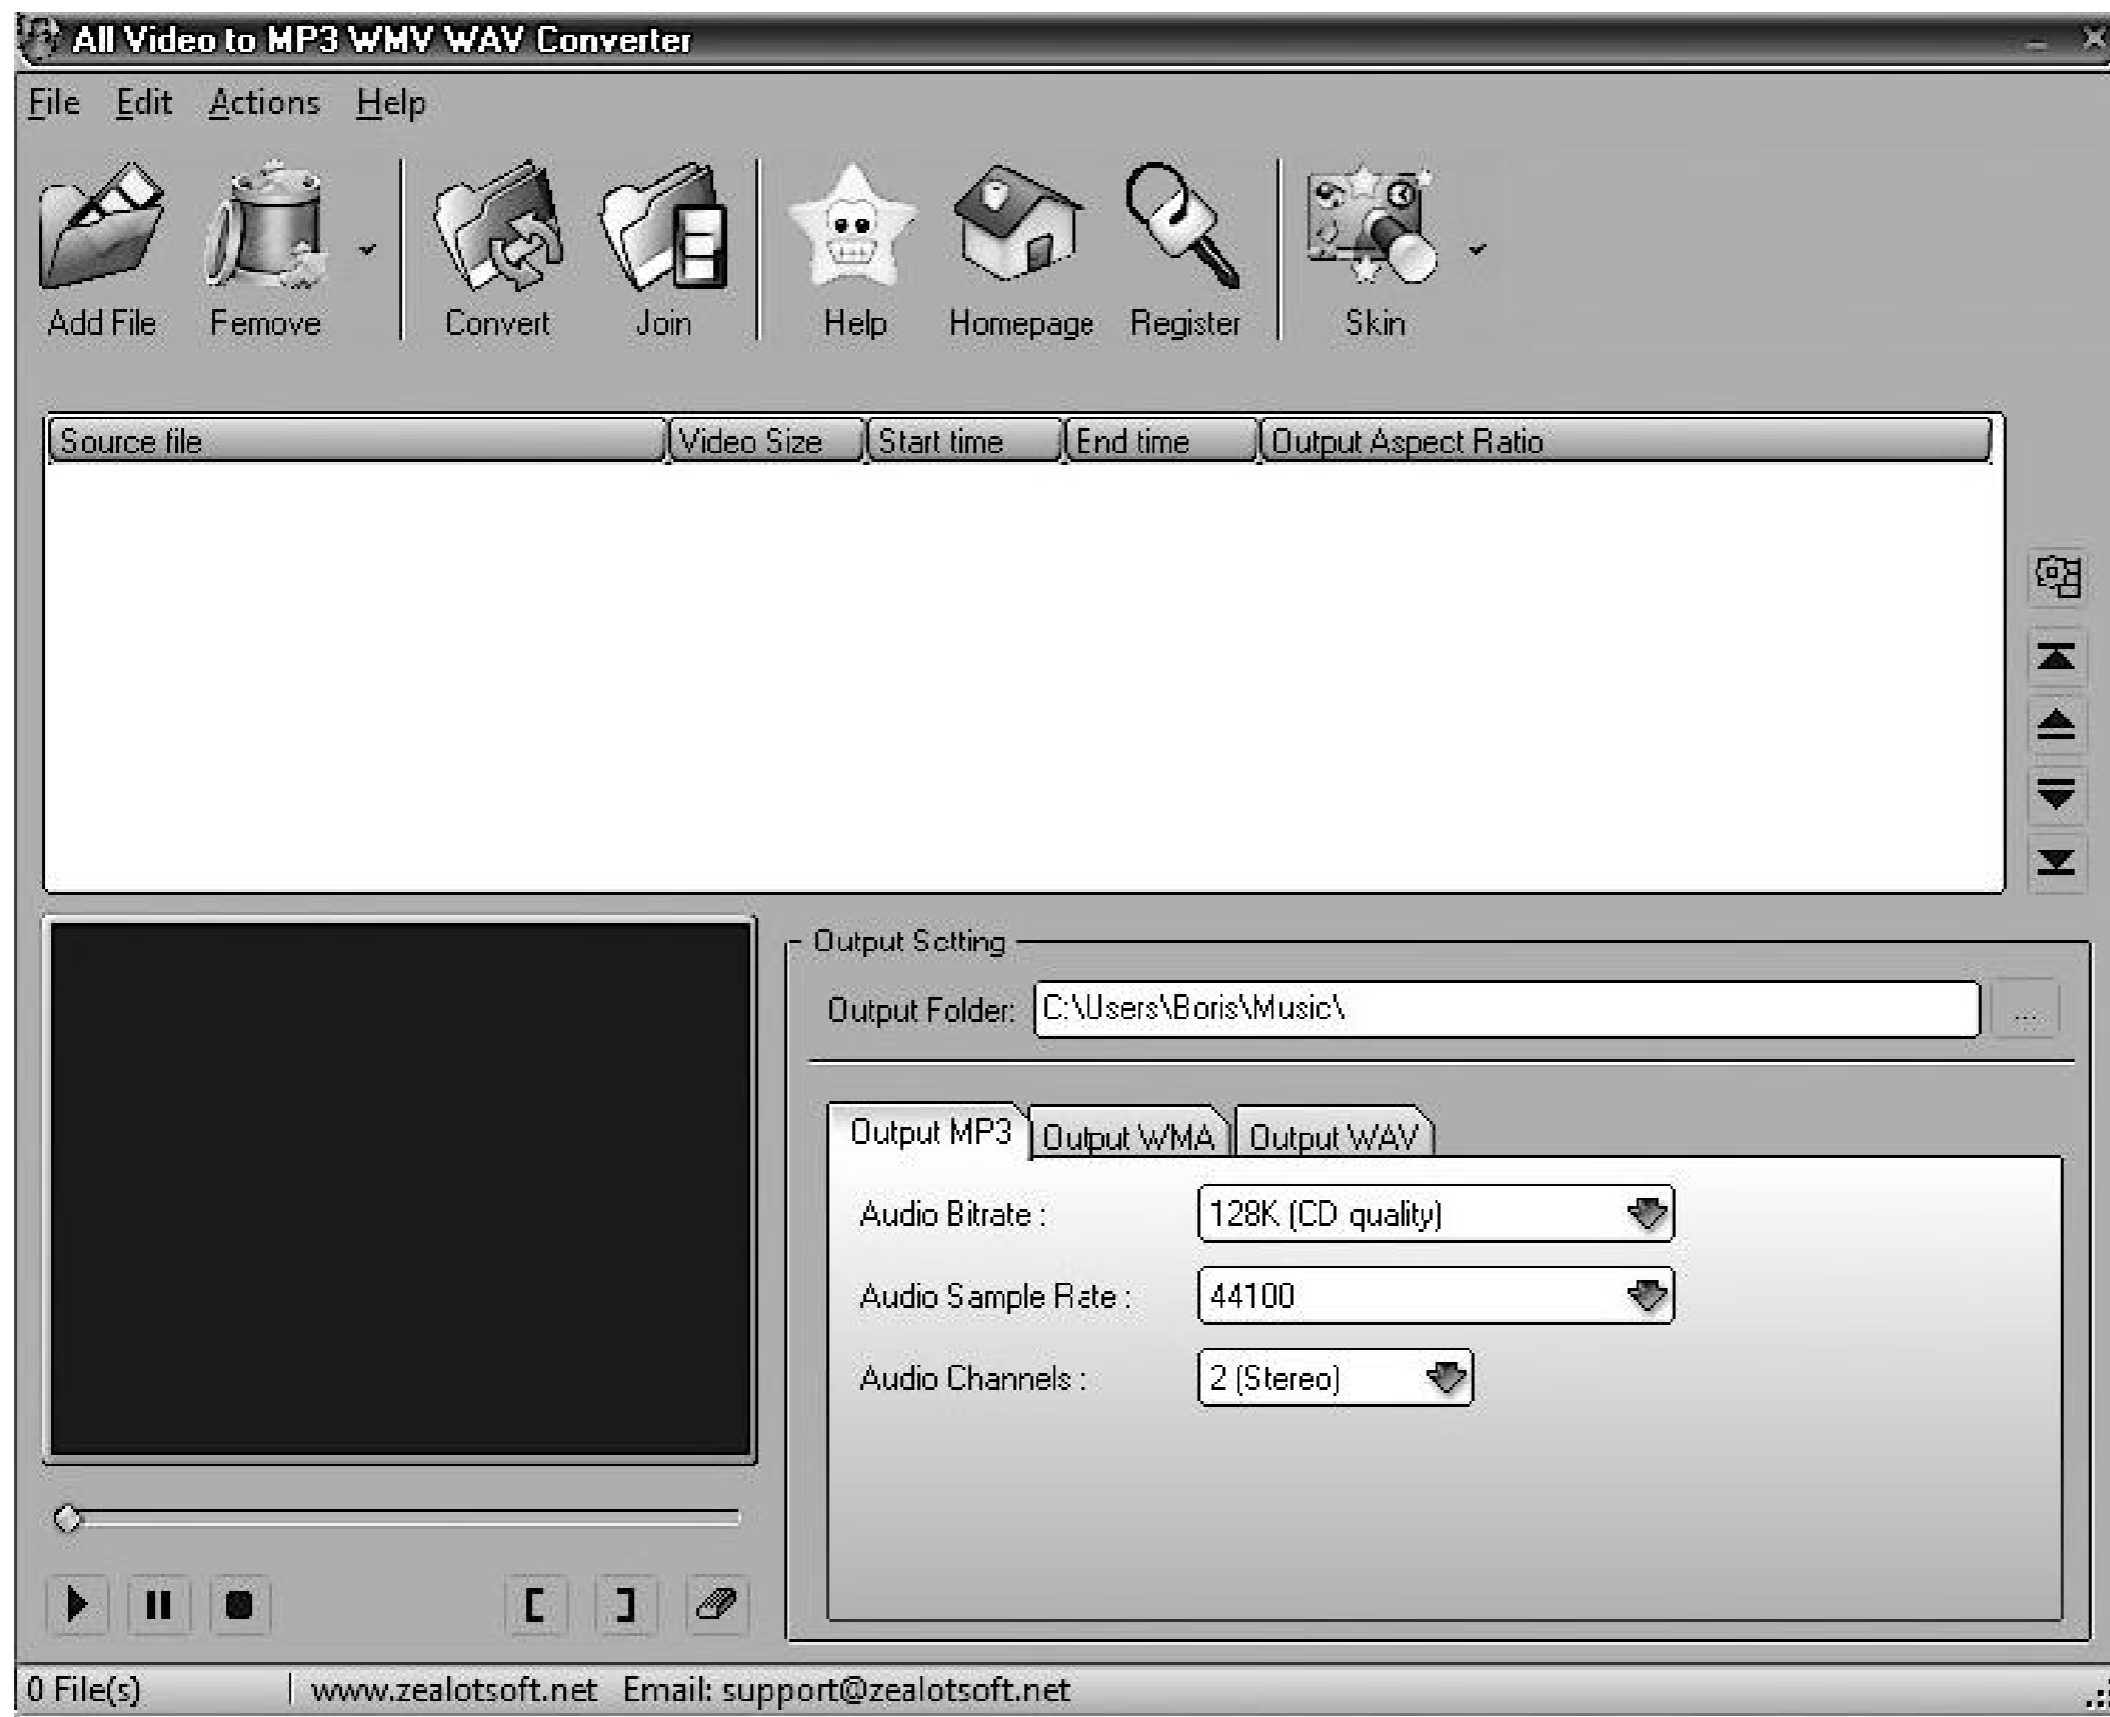 All Video to MP3 WMV WAV Converter
File Edit Actions Help
Add File Femove Convert Join Help Homepage Register Skin
Source file Video Size Start time End time Output Aspect Ratio
Output Setting
Output Folder: C:\Users\Boris\Music\ ...
Output MP3 Output WMA Output WAV
Audio Bitrate : 128K (CD quality)
Audio Sample Rate : 44100
Audio Channels : 2 (Stereo)
0 File(s) www.zealotsoft.net Email: support@zealotsoft.net